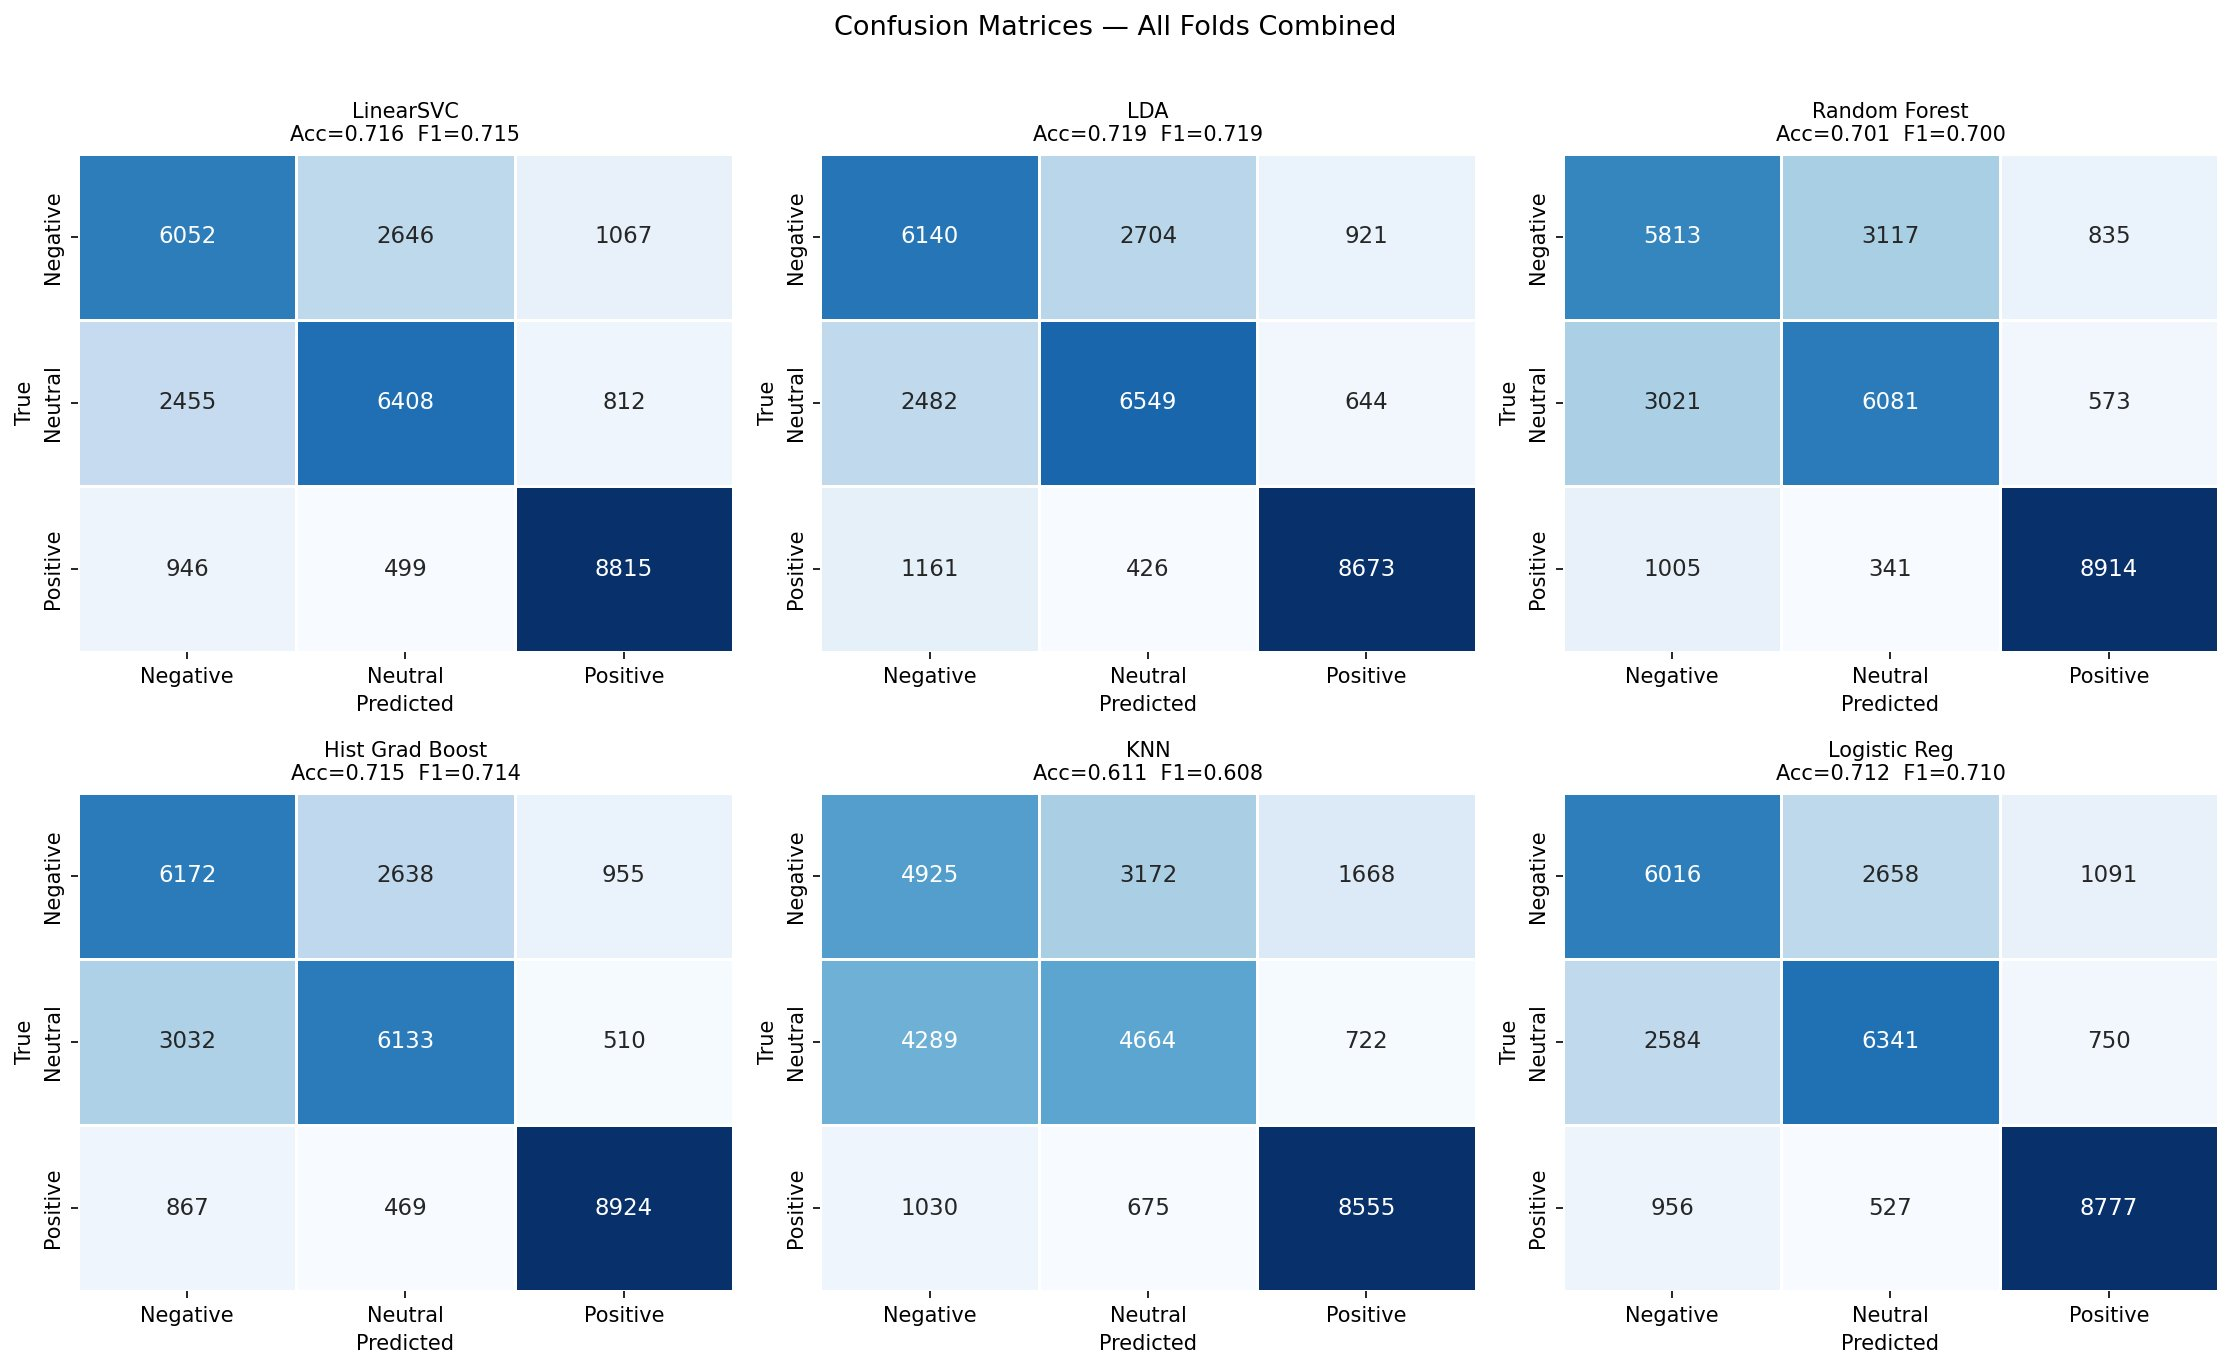 Confusion Matrices — All Folds Combined
LinearSVC
Acc=0.716 F1=0.715
Negative 6052 2646 1067
True
Neutral 2455 6408 812
Positive 946 499 8815
Negative Neutral Positive
Predicted
LDA
Acc=0.719 F1=0.719
Negative 6140 2704 921
True
Neutral 2482 6549 644
Positive 1161 426 8673
Negative Neutral Positive
Predicted
Random Forest
Acc=0.701 F1=0.700
Negative 5813 3117 835
True
Neutral 3021 6081 573
Positive 1005 341 8914
Negative Neutral Positive
Predicted
Hist Grad Boost
Acc=0.715 F1=0.714
Negative 6172 2638 955
True
Neutral 3032 6133 510
Positive 867 469 8924
Negative Neutral Positive
Predicted
KNN
Acc=0.611 F1=0.608
Negative 4925 3172 1668
True
Neutral 4289 4664 722
Positive 1030 675 8555
Negative Neutral Positive
Predicted
Logistic Reg
Acc=0.712 F1=0.710
Negative 6016 2658 1091
True
Neutral 2584 6341 750
Positive 956 527 8777
Negative Neutral Positive
Predicted